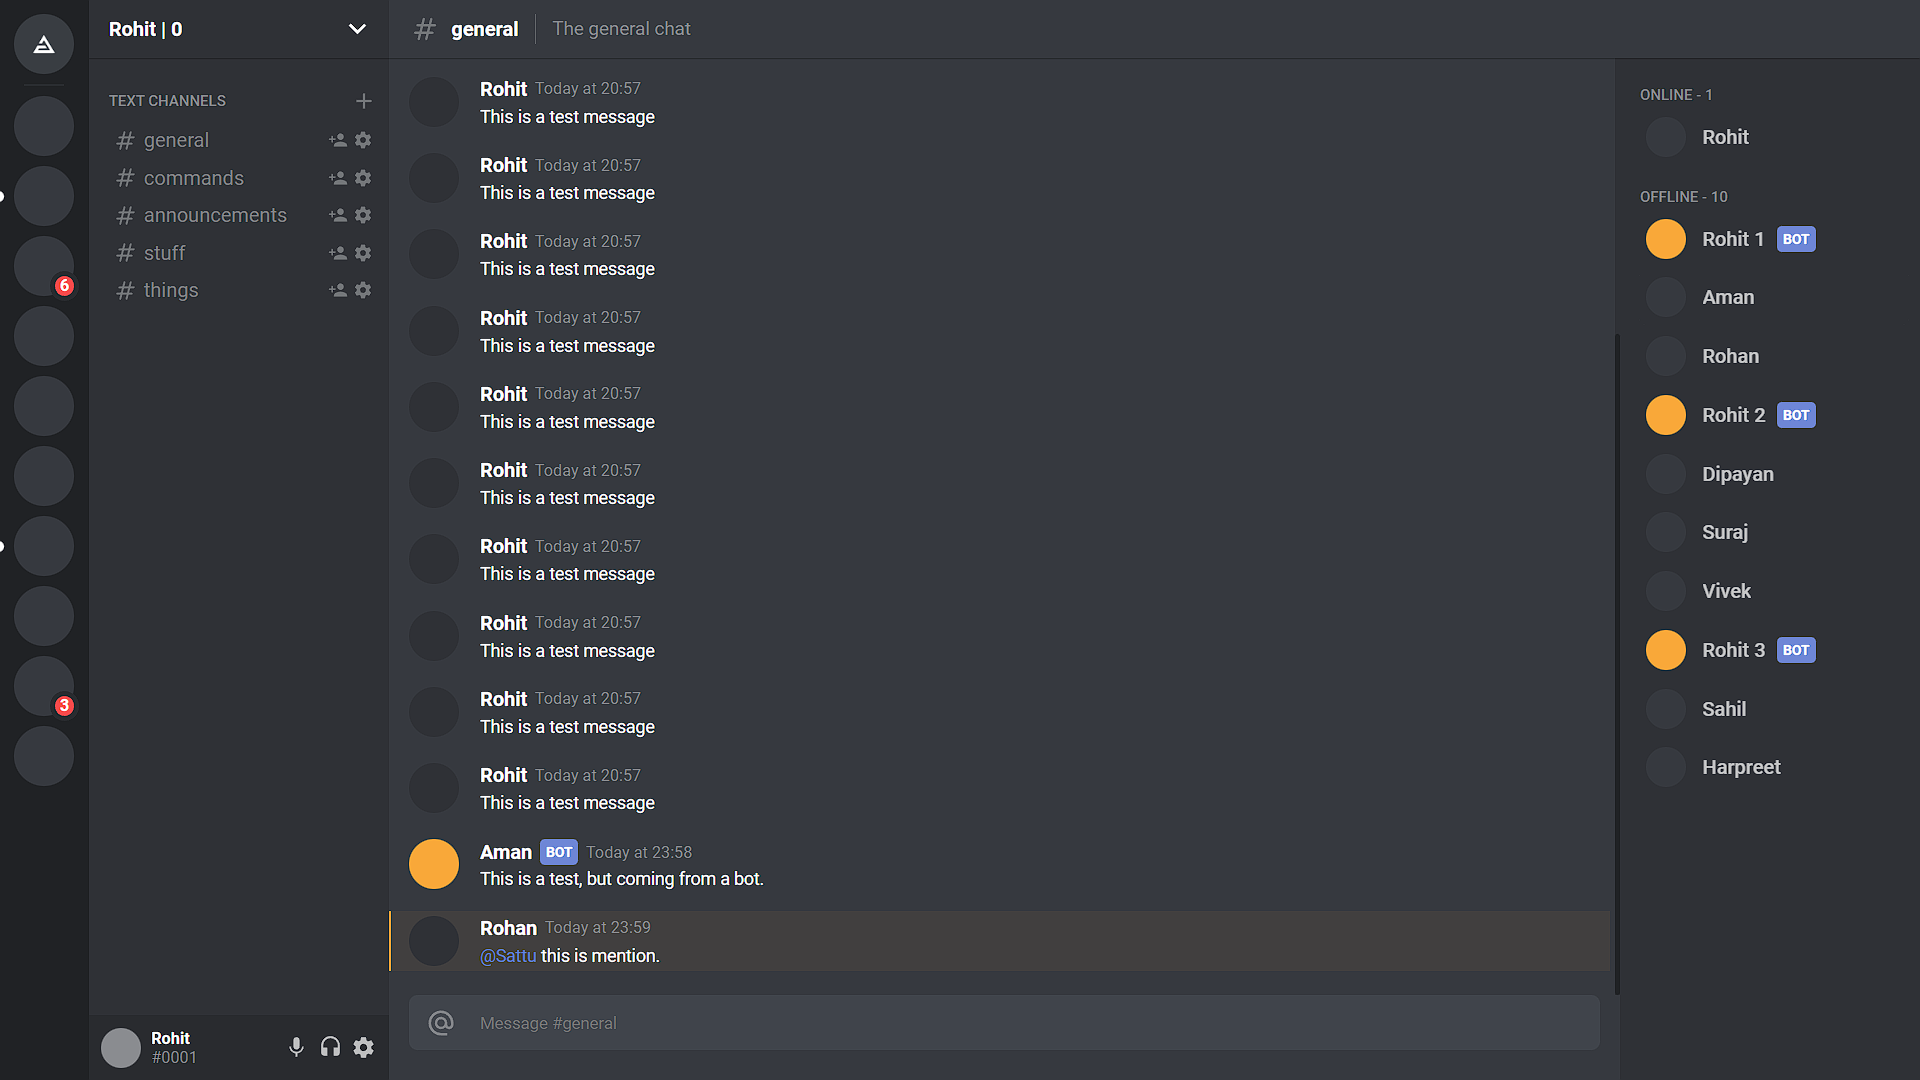 Rohit | 0
TEXT CHANNELS
general
commands
announcements
stuff
things
6
3
Rohit
#0001
# general The general chat
Rohit Today at 20:57
This is a test message
Rohit Today at 20:57
This is a test message
Rohit Today at 20:57
This is a test message
Rohit Today at 20:57
This is a test message
Rohit Today at 20:57
This is a test message
Rohit Today at 20:57
This is a test message
Rohit Today at 20:57
This is a test message
Rohit Today at 20:57
This is a test message
Rohit Today at 20:57
This is a test message
Rohit Today at 20:57
This is a test message
Aman BOT Today at 23:58
This is a test, but coming from a bot.
Rohan Today at 23:59
@Sattu this is mention.
@ Message #general
ONLINE - 1
Rohit
OFFLINE - 10
Rohit 1 BOT
Aman
Rohan
Rohit 2 BOT
Dipayan
Suraj
Vivek
Rohit 3 BOT
Sahil
Harpreet